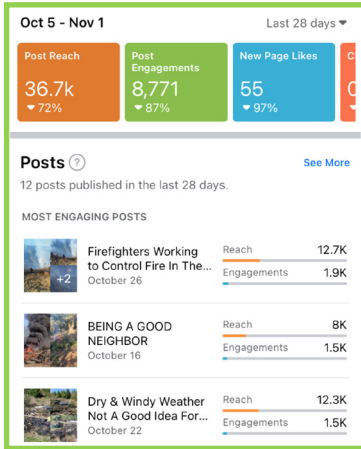 Oct 5 - Nov 1
Last 28 days
Post Reach
36.7k
72%
Post
Engagements
8,771
87%
New Page Likes
55
97%
C
Posts ?
See More
12 posts published in the last 28 days.
MOST ENGAGING POSTS
+2
Firefighters Working
to Control Fire In The...
October 26
Reach 12.7K
Engagements 1.9K
BEING A GOOD
NEIGHBOR
October 16
Reach 8K
Engagements 1.5K
Dry & Windy Weather
Not A Good Idea For...
October 22
Reach 12.3K
Engagements 1.5K